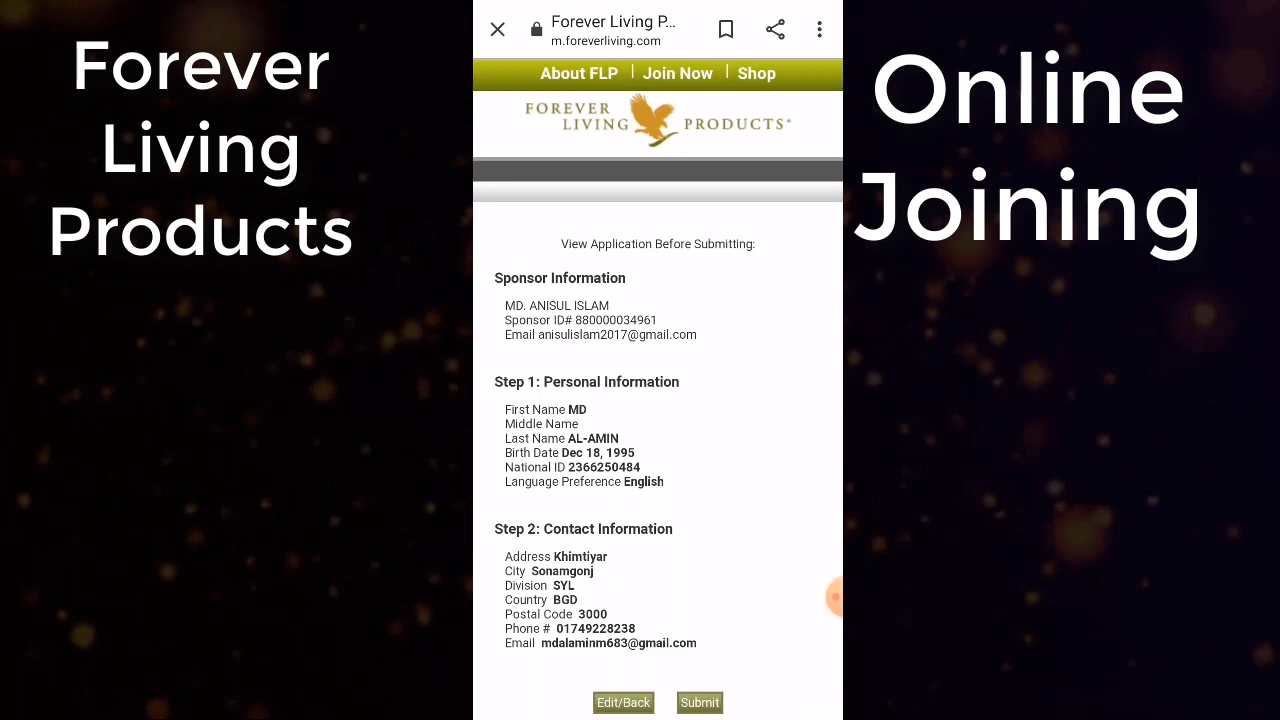 Forever
Living
Products
Forever Living P...
m.foreverliving.com
About FLP | Join Now | Shop
FOREVER
LIVING PRODUCTS®
View Application Before Submitting:
Sponsor Information
MD. ANISUL ISLAM
Sponsor ID# 880000034961
Email anisulislam2017@gmail.com
Step 1: Personal Information
First Name MD
Middle Name
Last Name AL-AMIN
Birth Date Dec 18, 1995
National ID 2366250484
Language Preference English
Step 2: Contact Information
Address Khimtiyar
City Sonamgonj
Division SYL
Country BGD
Postal Code 3000
Phone # 01749228238
Email mdalaminm683@gmail.com
Edit/Back Submit
Online
Joining